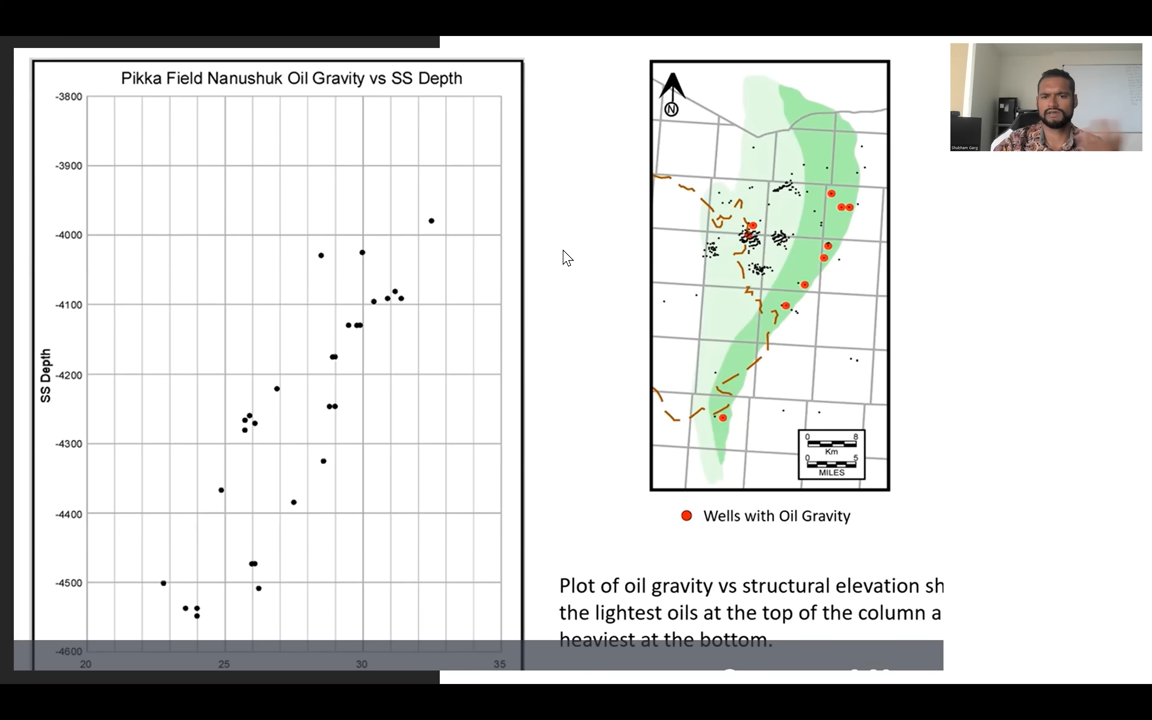 Pikka Field Nanushuk Oil Gravity vs SS Depth
-3800
-3900
-4000
-4100
-4200
-4300
-4400
-4500
-4600
SS Depth
20
25
30
35
N
0 8
Km
0 5
MILES
Wells with Oil Gravity
Plot of oil gravity vs structural elevation sh
the lightest oils at the top of the column a
heaviest at the bottom.
Shubham Garg